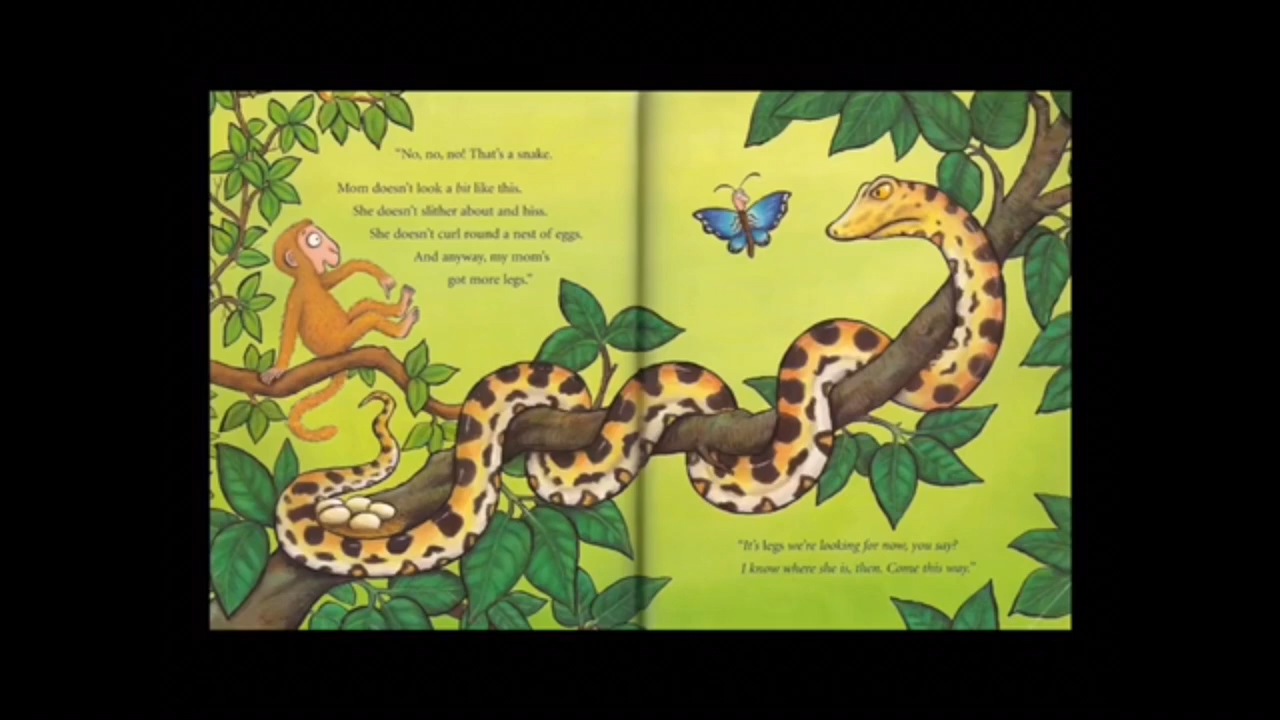 "No, no, no! That's a snake.
Mom doesn't look a bit like this.
She doesn't slither about and hiss.
She doesn't curl round a nest of eggs.
And anyway, my mom's
got more legs."
"It's legs we're looking for now, you say?
I know where she is, then. Come this way."